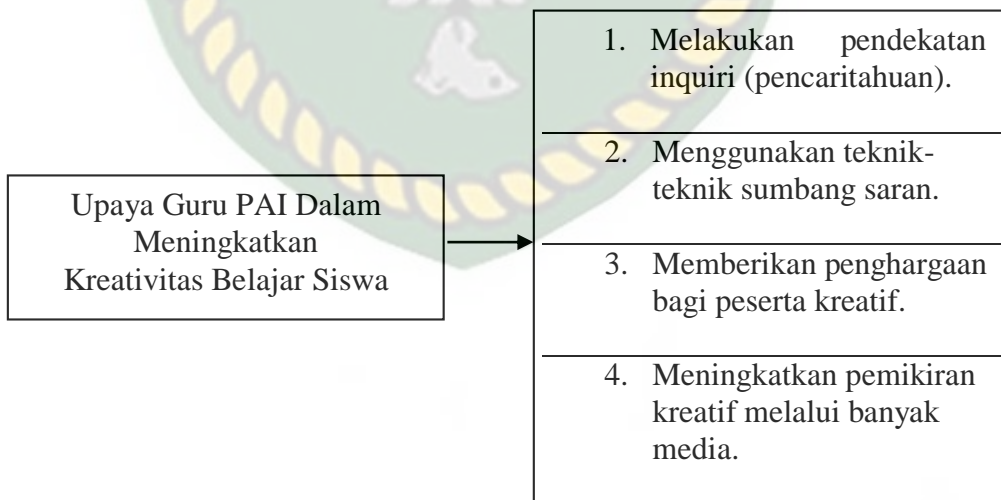 Upaya Guru PAI Dalam
Meningkatkan
Kreativitas Belajar Siswa
1. Melakukan pendekatan
inquiri (pencaritahuan).
2. Menggunakan teknik-
teknik sumbang saran.
3. Memberikan penghargaan
bagi peserta kreatif.
4. Meningkatkan pemikiran
kreatif melalui banyak
media.